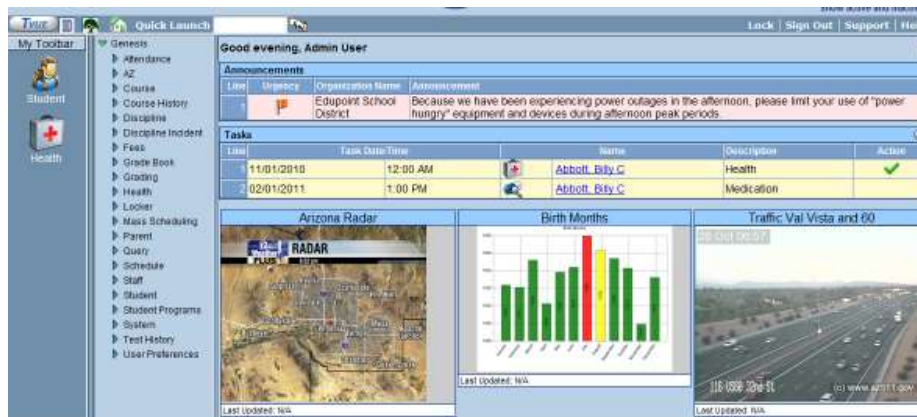 Tyler Quick Launch Lock | Sign Out | Support
My Toolbar
Student
Health
Genesis
Attendance
AZ
Course
Course History
Discipline
Discipline Incident
Fees
Grade Book
Grading
Health
Locker
Mass Scheduling
Parent
Query
Schedule
Staff
Student
Student Programs
System
Test History
User Preferences
Good evening, Admin User
Announcements
Line Urgency Organization Name Announcement
1 Edupoint School District Because we have been experiencing power outages in the afternoon, please limit your use of "power
hungry" equipment and devices during afternoon peak periods.
Tasks
Line Task Date/Time Name Description Active
1 11/01/2010 12:00 AM Abbott, Billy C Health
2 02/01/2011 1:00 PM Abbott, Billy C Medication
Arizona Radar
RADAR
Last Updated: N/A
Birth Months
Last Updated: N/A
Traffic Val Vista and 60
Last Updated: N/A